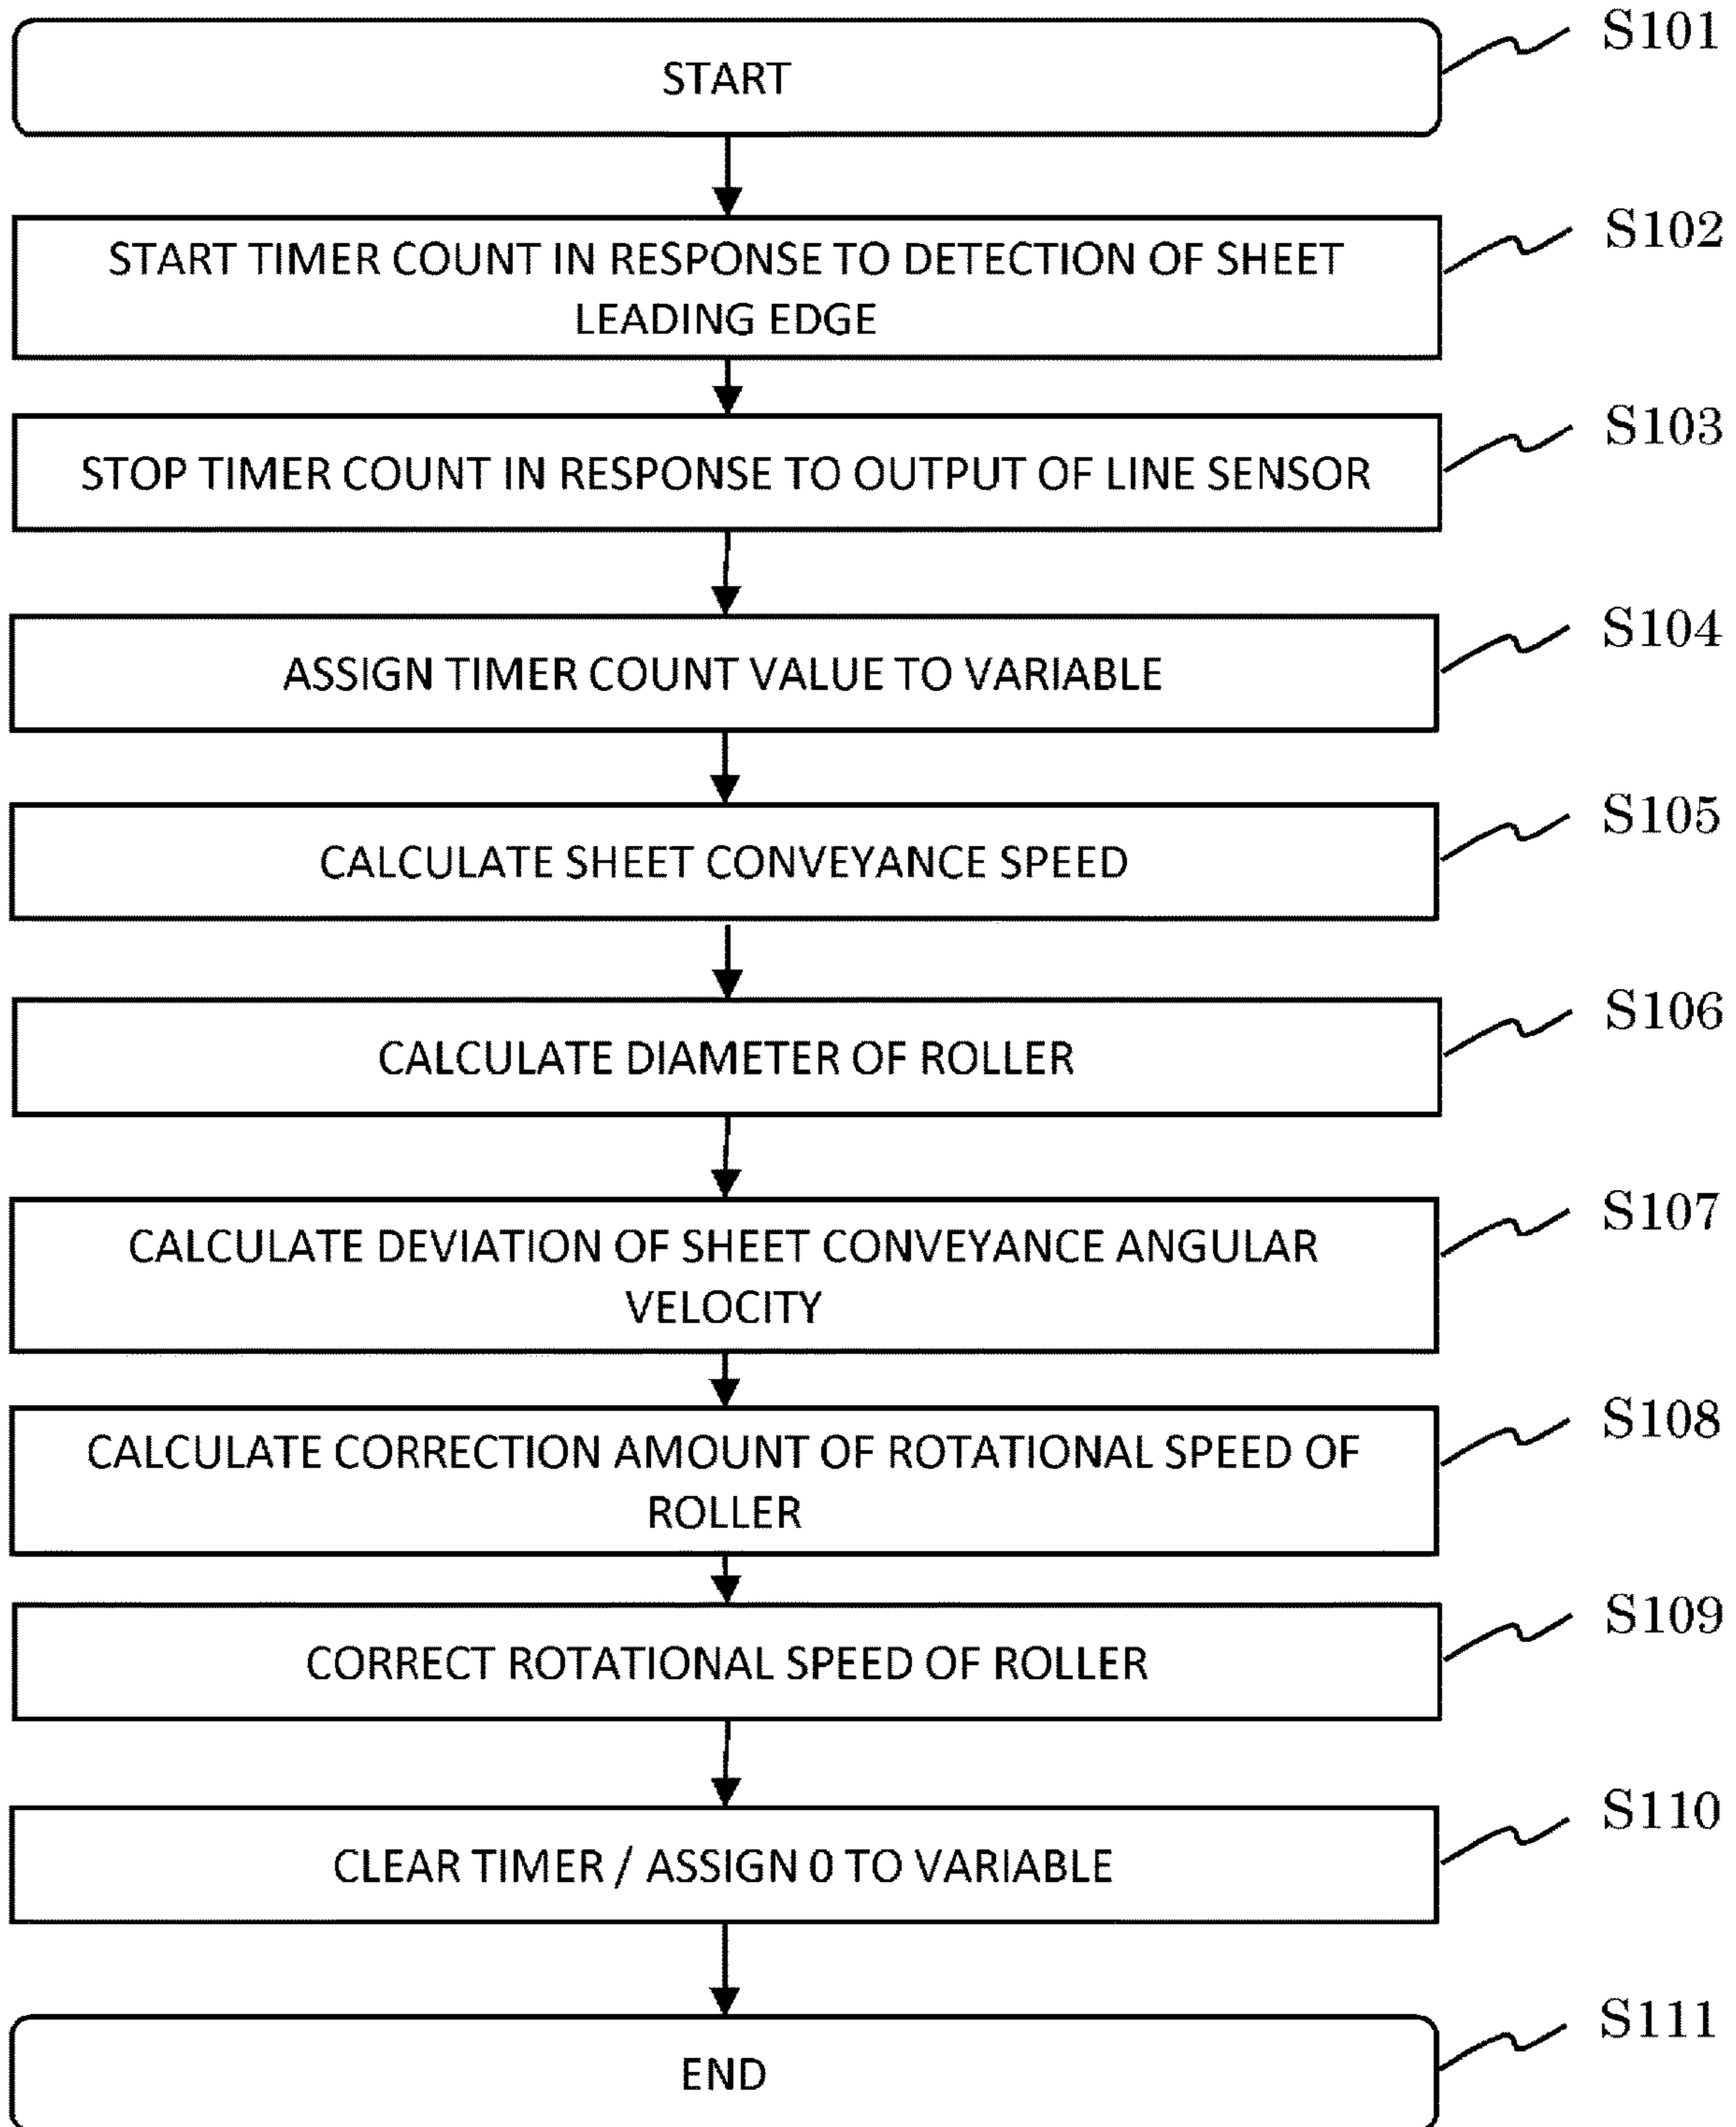 START
S101
START TIMER COUNT IN RESPONSE TO DETECTION OF SHEET
LEADING EDGE
S102
STOP TIMER COUNT IN RESPONSE TO OUTPUT OF LINE SENSOR
S103
ASSIGN TIMER COUNT VALUE TO VARIABLE
S104
CALCULATE SHEET CONVEYANCE SPEED
S105
CALCULATE DIAMETER OF ROLLER
S106
CALCULATE DEVIATION OF SHEET CONVEYANCE ANGULAR
VELOCITY
S107
CALCULATE CORRECTION AMOUNT OF ROTATIONAL SPEED OF
ROLLER
S108
CORRECT ROTATIONAL SPEED OF ROLLER
S109
CLEAR TIMER / ASSIGN 0 TO VARIABLE
S110
END
S111